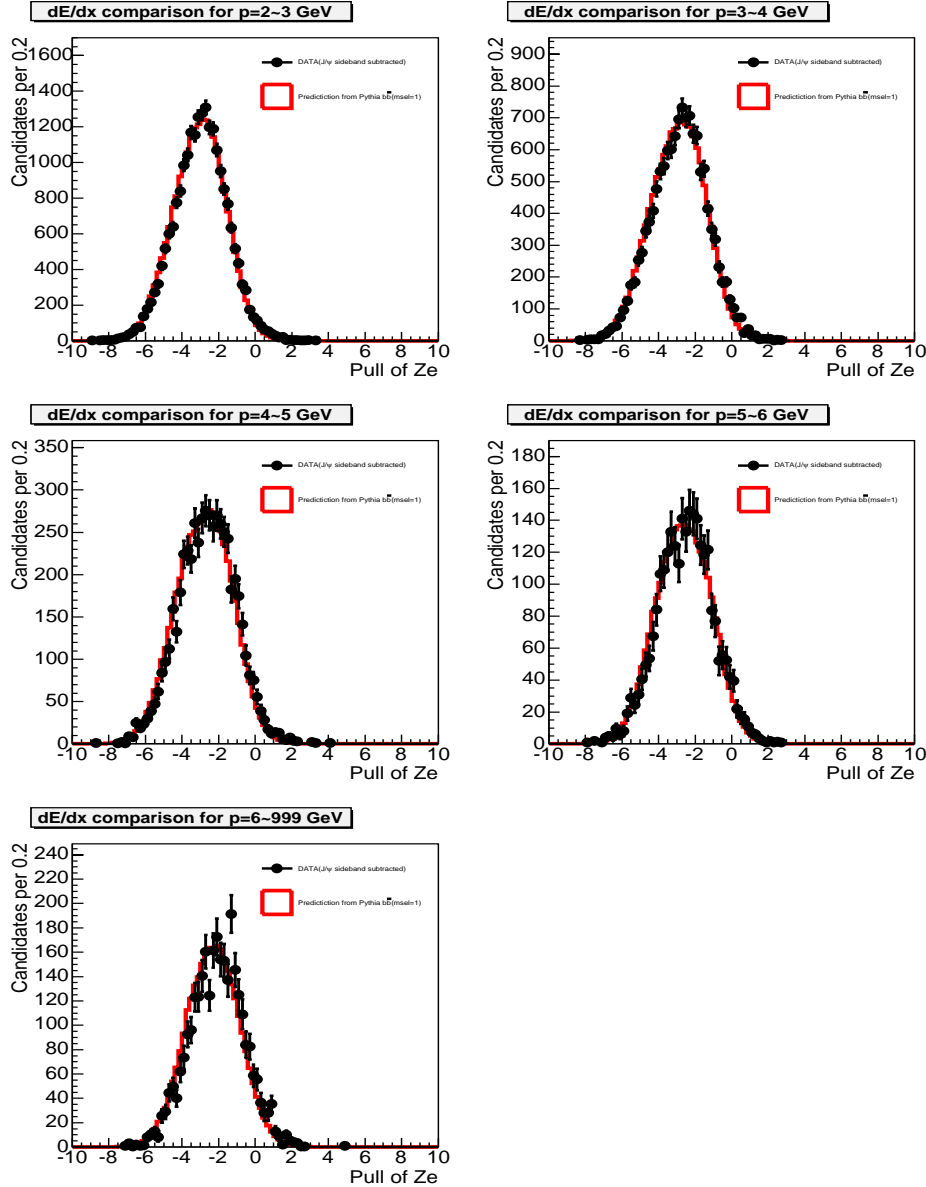 dE/dx comparison for p=2~3 GeV
Candidates per 0.2
1600
1400
1200
1000
800
600
400
200
0
DATA(J/ψ sideband subtracted)
Predictiction from Pythia bb̄(msel=1)
-10 -8 -6 -4 -2 0 2 4 6 8 10
Pull of Ze
dE/dx comparison for p=3~4 GeV
Candidates per 0.2
900
800
700
600
500
400
300
200
100
0
DATA(J/ψ sideband subtracted)
Predictiction from Pythia bb̄(msel=1)
-10 -8 -6 -4 -2 0 2 4 6 8 10
Pull of Ze
dE/dx comparison for p=4~5 GeV
Candidates per 0.2
350
300
250
200
150
100
50
0
DATA(J/ψ sideband subtracted)
Predictiction from Pythia bb̄(msel=1)
-10 -8 -6 -4 -2 0 2 4 6 8 10
Pull of Ze
dE/dx comparison for p=5~6 GeV
Candidates per 0.2
180
160
140
120
100
80
60
40
20
0
DATA(J/ψ sideband subtracted)
Predictiction from Pythia bb̄(msel=1)
-10 -8 -6 -4 -2 0 2 4 6 8 10
Pull of Ze
dE/dx comparison for p=6~999 GeV
Candidates per 0.2
240
220
200
180
160
140
120
100
80
60
40
20
0
DATA(J/ψ sideband subtracted)
Predictiction from Pythia bb̄(msel=1)
-10 -8 -6 -4 -2 0 2 4 6 8 10
Pull of Ze